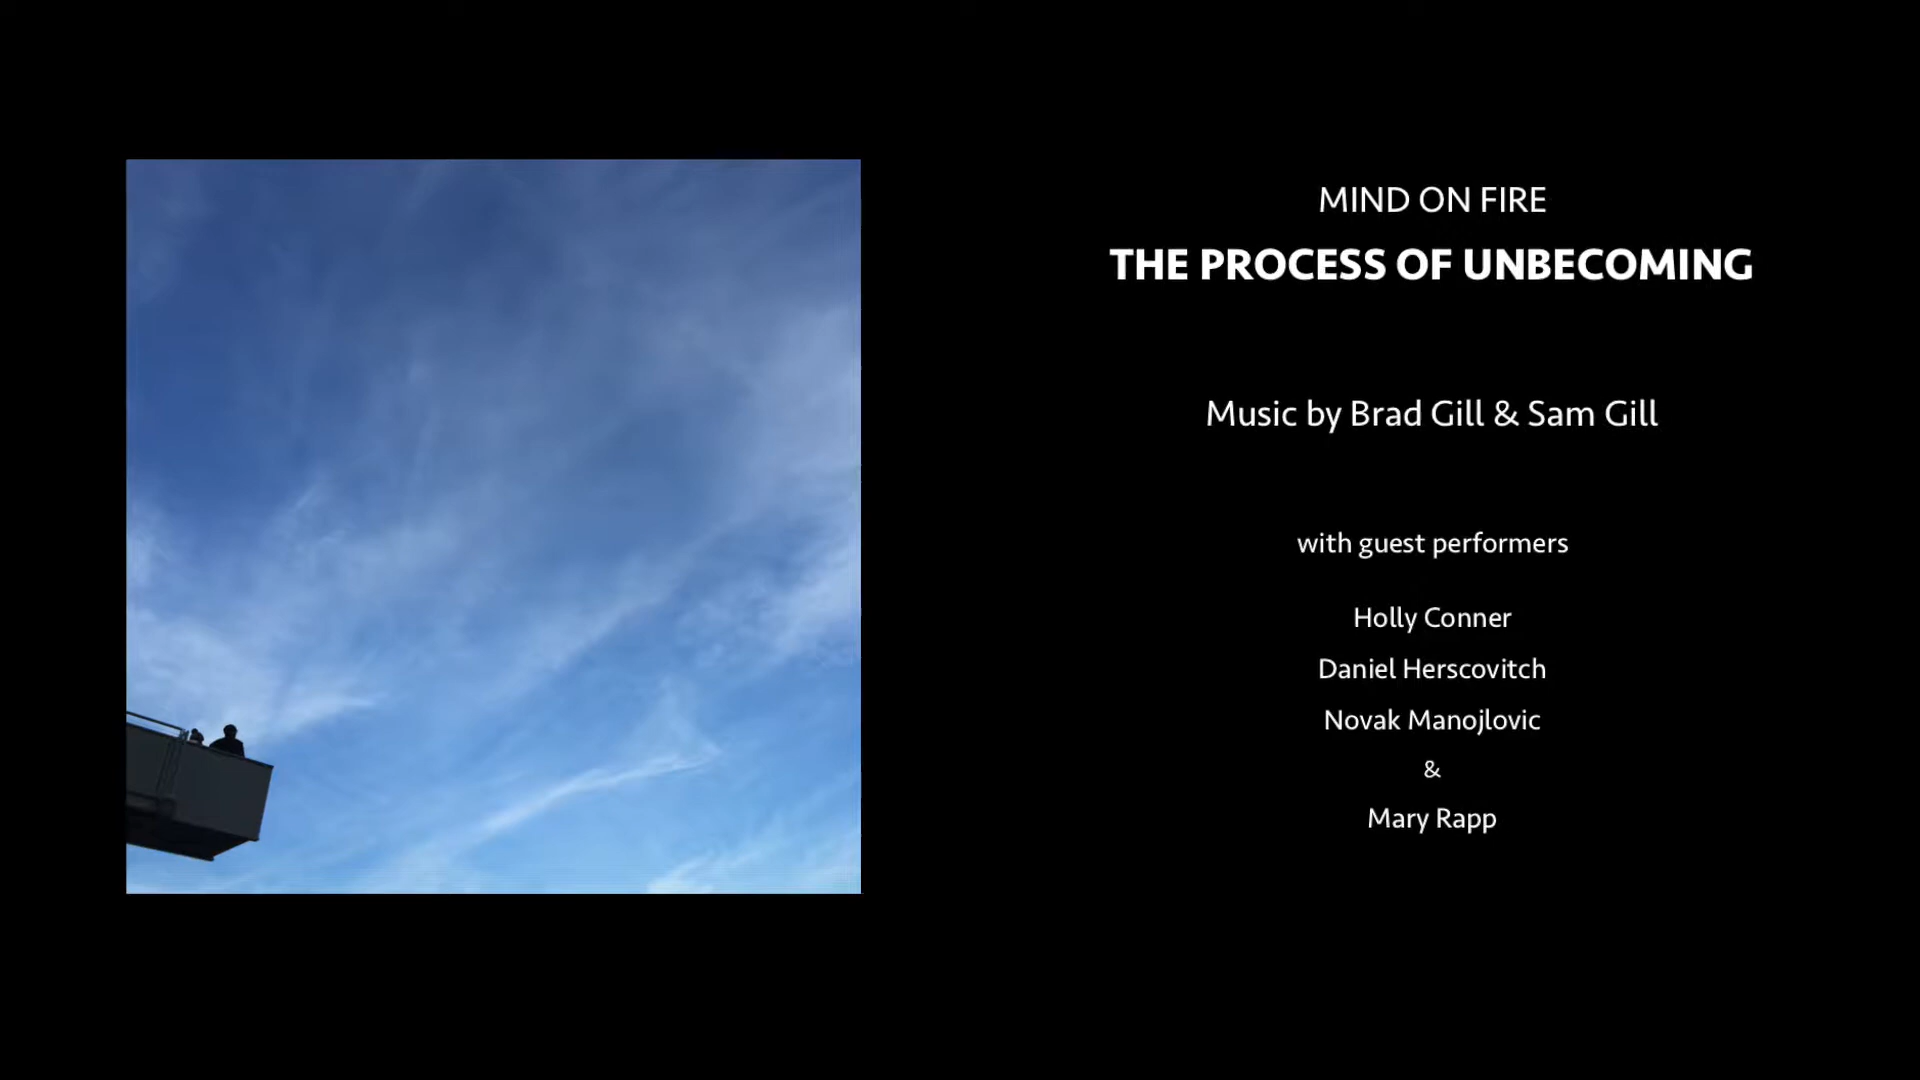 MIND ON FIRE
THE PROCESS OF UNBECOMING
Music by Brad Gill & Sam Gill
with guest performers
Holly Conner
Daniel Herscovitch
Novak Manojlovic
&
Mary Rapp